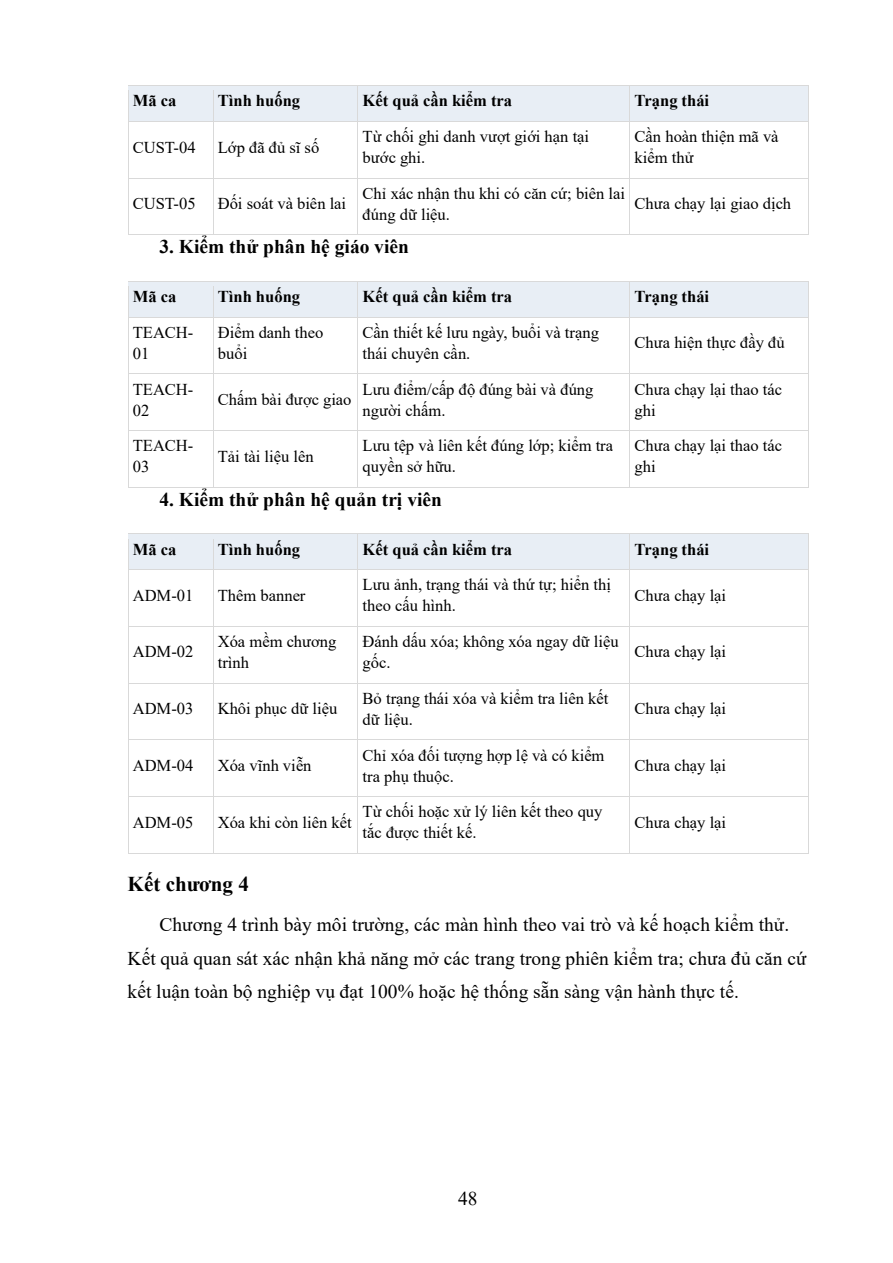 Mã ca Tình huống Kết quả cần kiểm tra Trạng thái
CUST-04 Lớp đã đủ sĩ số Từ chối ghi danh vượt giới hạn tại bước ghi. Cần hoàn thiện mã và kiểm thử
CUST-05 Đối soát và biên lai Chỉ xác nhận thu khi có căn cứ; biên lai đúng dữ liệu. Chưa chạy lại giao dịch
3. Kiểm thử phân hệ giáo viên
Mã ca Tình huống Kết quả cần kiểm tra Trạng thái
TEACH-01 Điểm danh theo buổi Cần thiết kế lưu ngày, buổi và trạng thái chuyên cần. Chưa hiện thực đầy đủ
TEACH-02 Chấm bài được giao Lưu điểm/cấp độ đúng bài và đúng người chấm. Chưa chạy lại thao tác ghi
TEACH-03 Tải tài liệu lên Lưu tệp và liên kết đúng lớp; kiểm tra quyền sở hữu. Chưa chạy lại thao tác ghi
4. Kiểm thử phân hệ quản trị viên
Mã ca Tình huống Kết quả cần kiểm tra Trạng thái
ADM-01 Thêm banner Lưu ảnh, trạng thái và thứ tự; hiển thị theo cấu hình. Chưa chạy lại
ADM-02 Xóa mềm chương trình Đánh dấu xóa; không xóa ngay dữ liệu gốc. Chưa chạy lại
ADM-03 Khôi phục dữ liệu Bỏ trạng thái xóa và kiểm tra liên kết dữ liệu. Chưa chạy lại
ADM-04 Xóa vĩnh viễn Chỉ xóa đối tượng hợp lệ và có kiểm tra phụ thuộc. Chưa chạy lại
ADM-05 Xóa khi còn liên kết Từ chối hoặc xử lý liên kết theo quy tắc được thiết kế. Chưa chạy lại
Kết chương 4
Chương 4 trình bày môi trường, các màn hình theo vai trò và kế hoạch kiểm thử.
Kết quả quan sát xác nhận khả năng mở các trang trong phiên kiểm tra; chưa đủ căn cứ
kết luận toàn bộ nghiệp vụ đạt 100% hoặc hệ thống sẵn sàng vận hành thực tế.
48